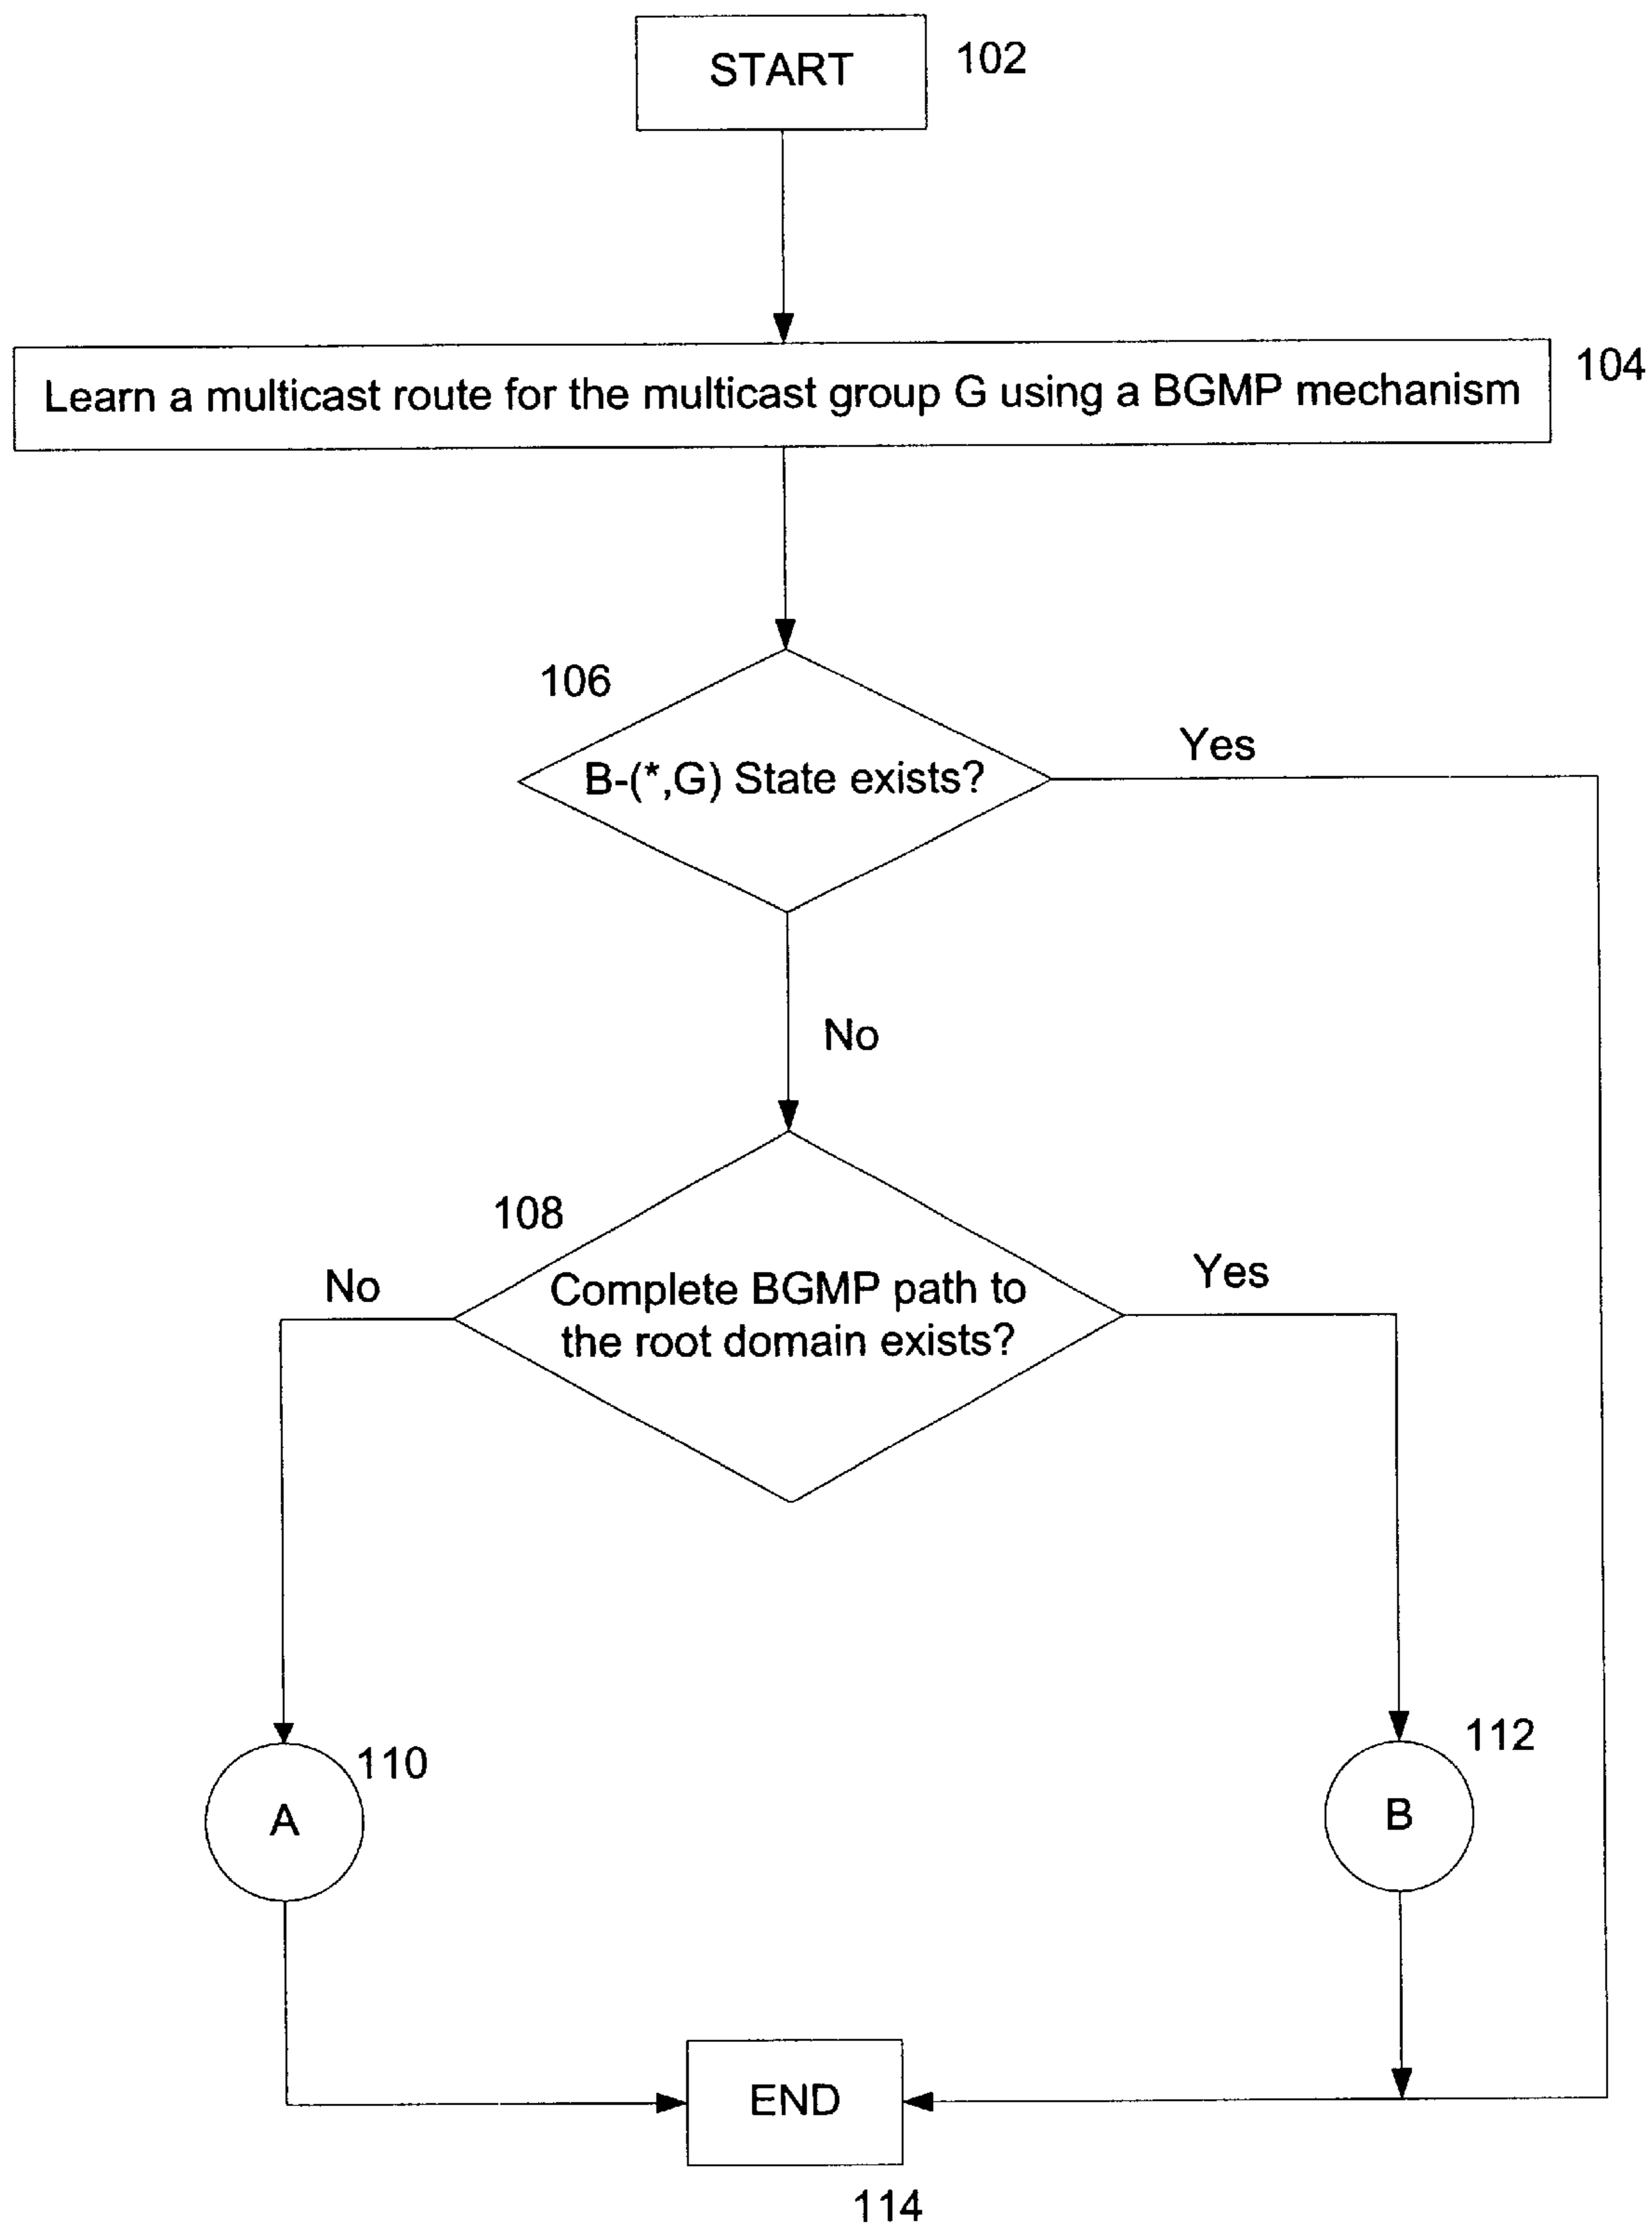 START
102
104
Learn a multicast route for the multicast group G using a BGMP mechanism
106
Yes
B-(*,G) State exists?
No
108
No
Yes
Complete BGMP path to
the root domain exists?
110
112
A
B
END
114